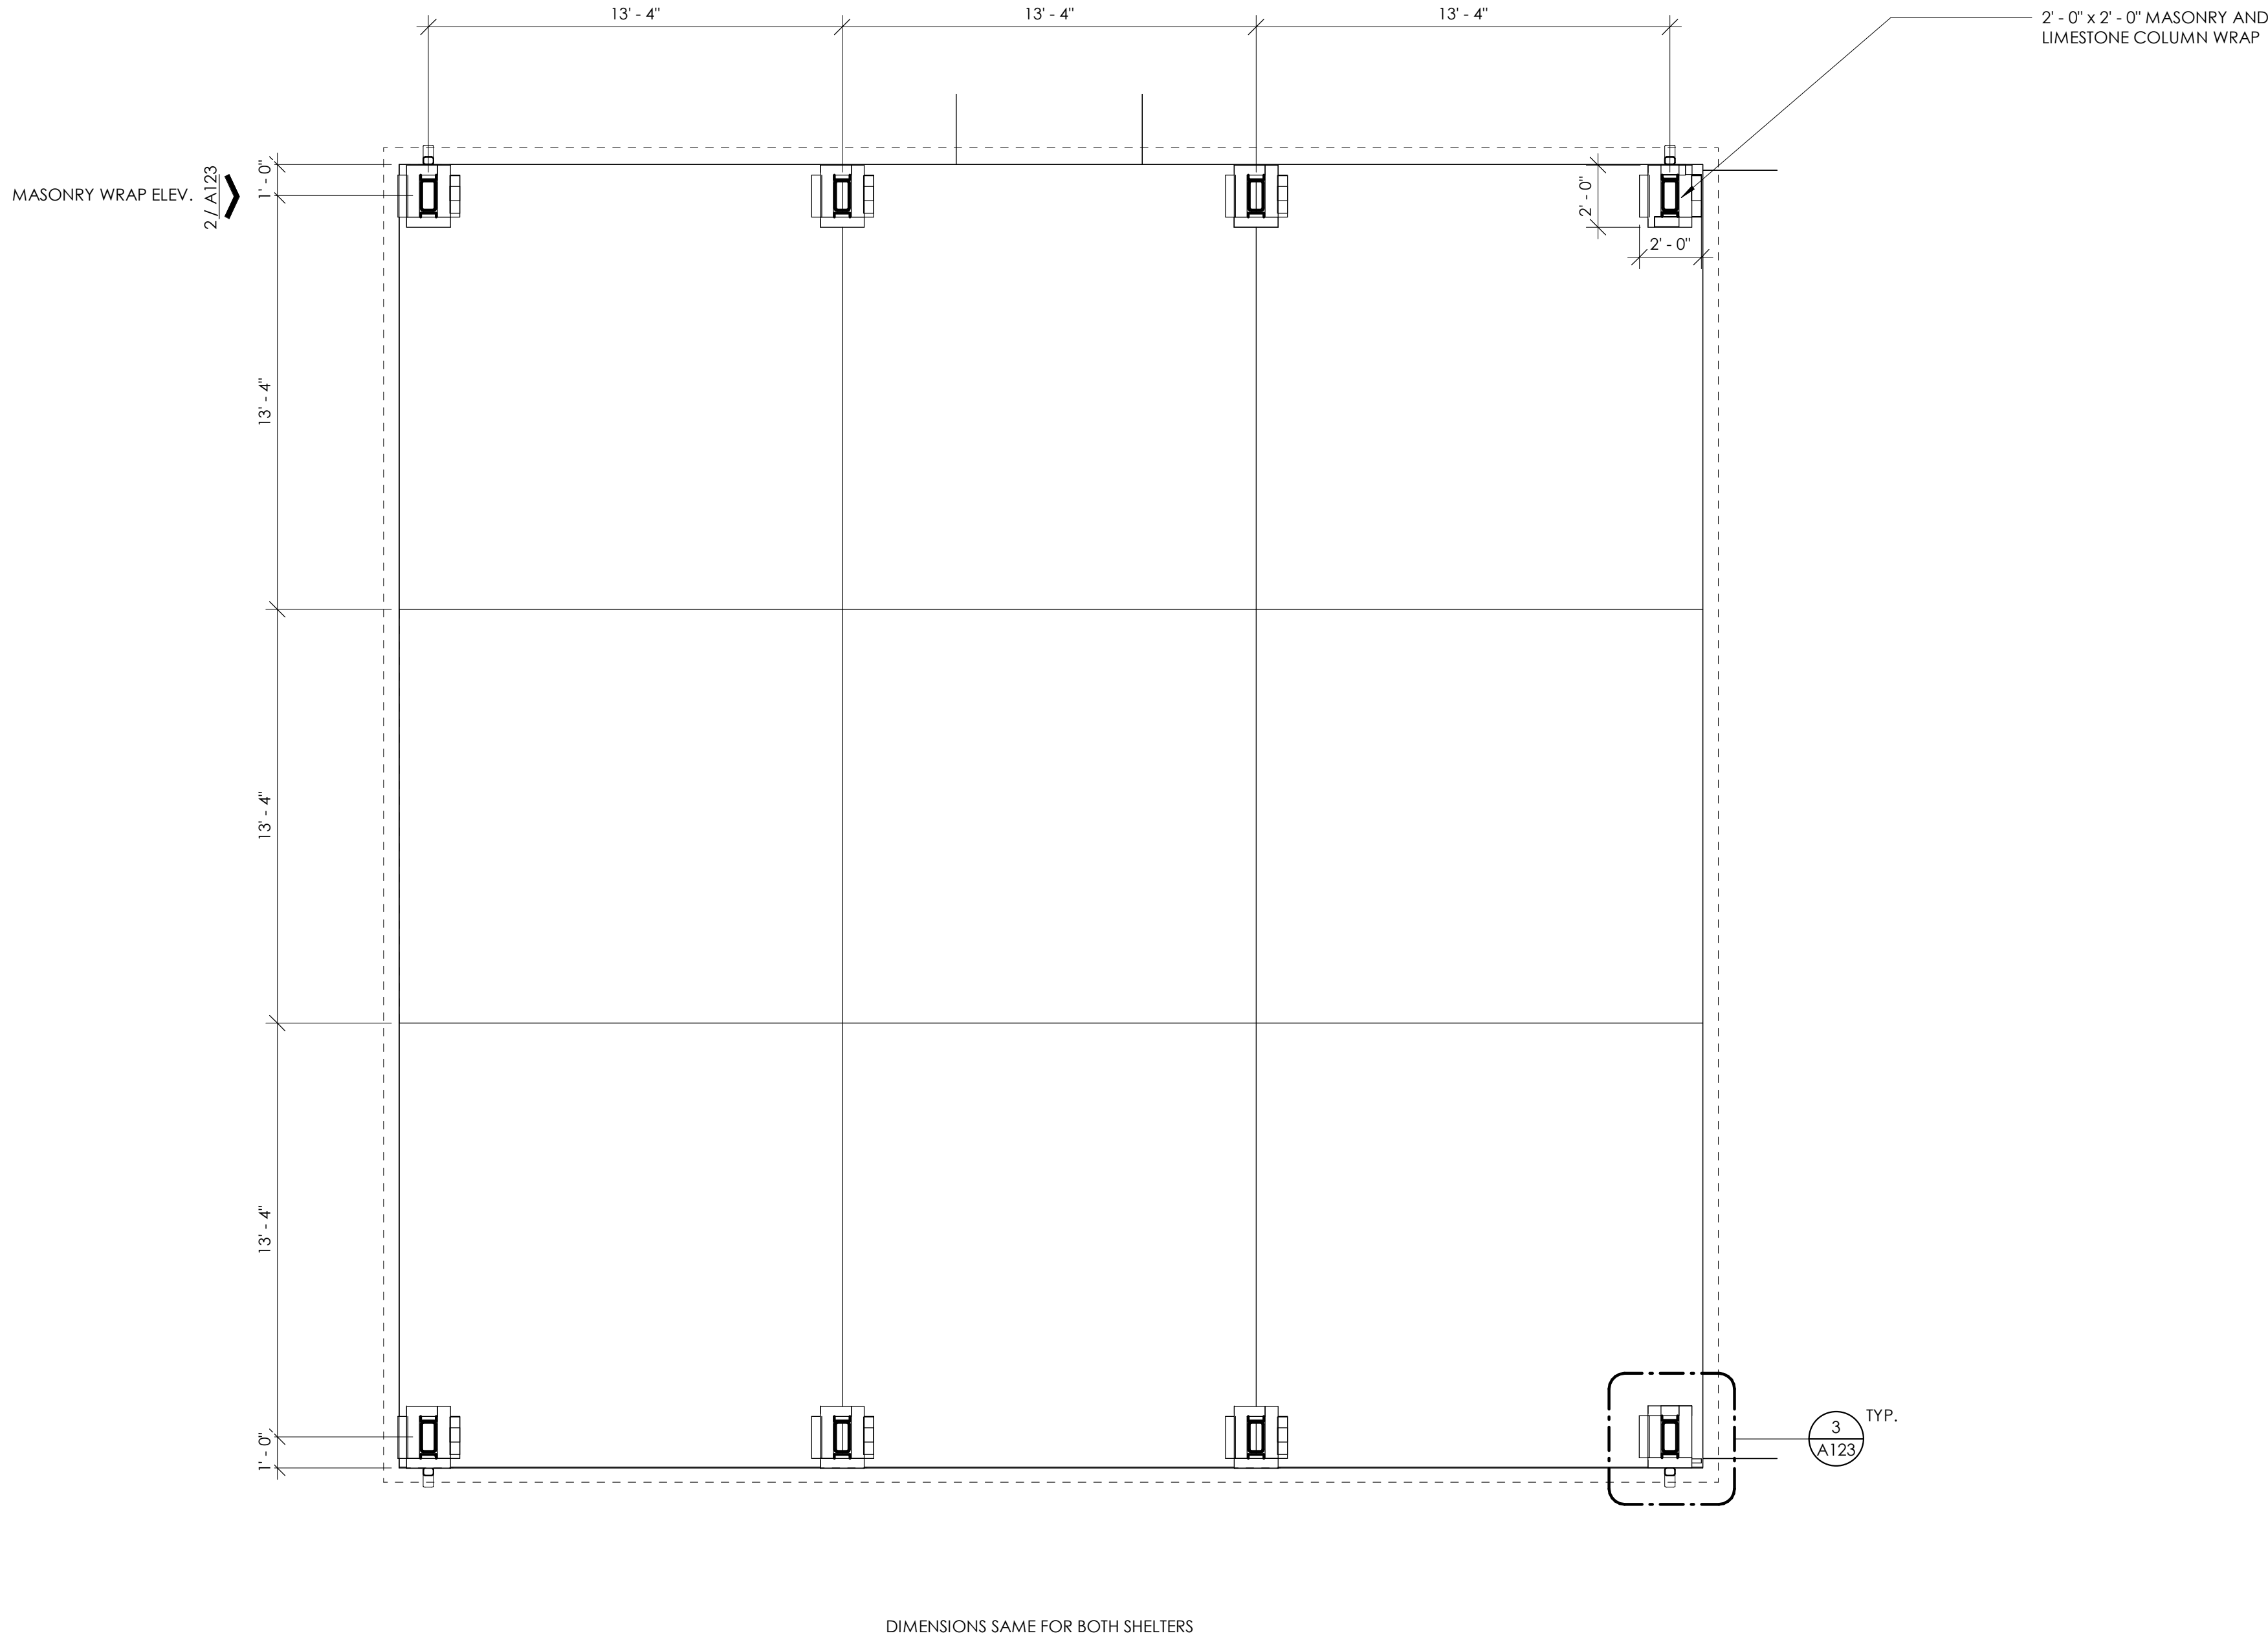 13' - 4"
13' - 4"
13' - 4"
2' - 0" x 2' - 0" MASONRY AND
LIMESTONE COLUMN WRAP
MASONRY WRAP ELEV.
2 / A123
1' - 0"
2' - 0"
2' - 0"
13' - 4"
13' - 4"
13' - 4"
1' - 0"
3
A123
TYP.
DIMENSIONS SAME FOR BOTH SHELTERS